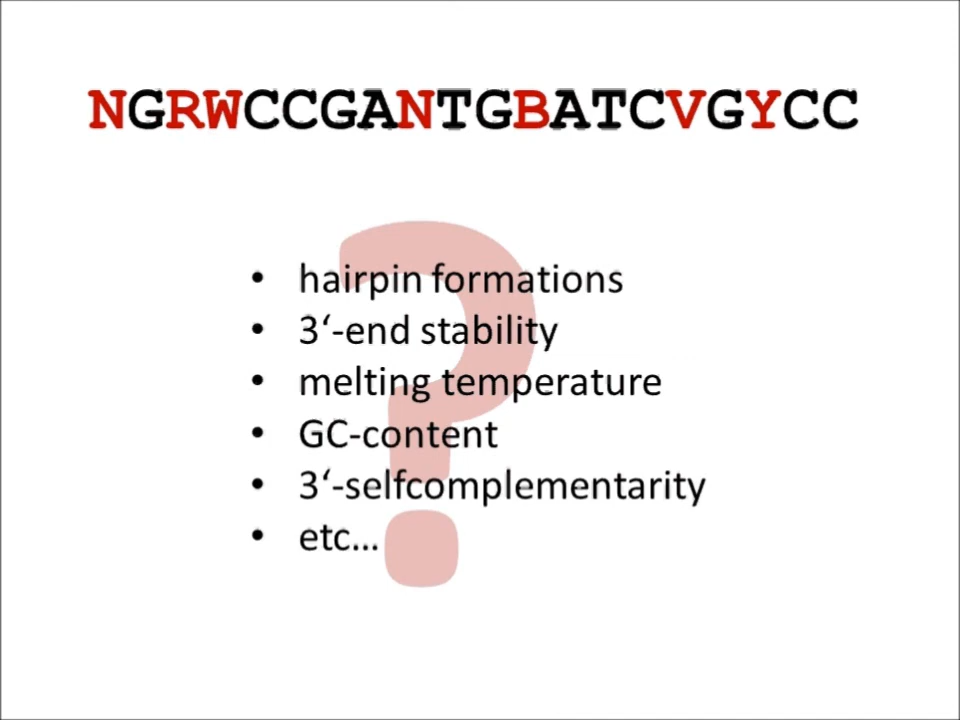 NGRWCCGANTGBATCVGYCC
• hairpin formations
• 3‘-end stability
• melting temperature
• GC-content
• 3‘-selfcomplementarity
• etc…
?